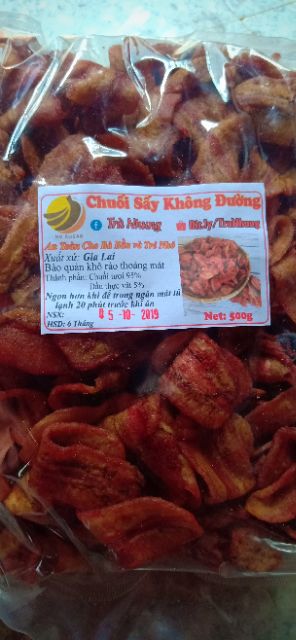 Chuối Sấy Không Đường
NO SUGAR
Trà Nhung Bit.ly/TraNhung
An Toàn Cho Bà Bầu và Trẻ Nhỏ
Xuất xứ: Gia Lai
Bảo quản khô ráo thoáng mát
Thành phần: Chuối tươi 95%
Dầu thực vật 5%
Ngon hơn khi để trong ngăn mát tủ
lạnh 20 phút trước khi ăn
NSX: 05-10-2019
HSD: 6 Tháng
Net: 500g